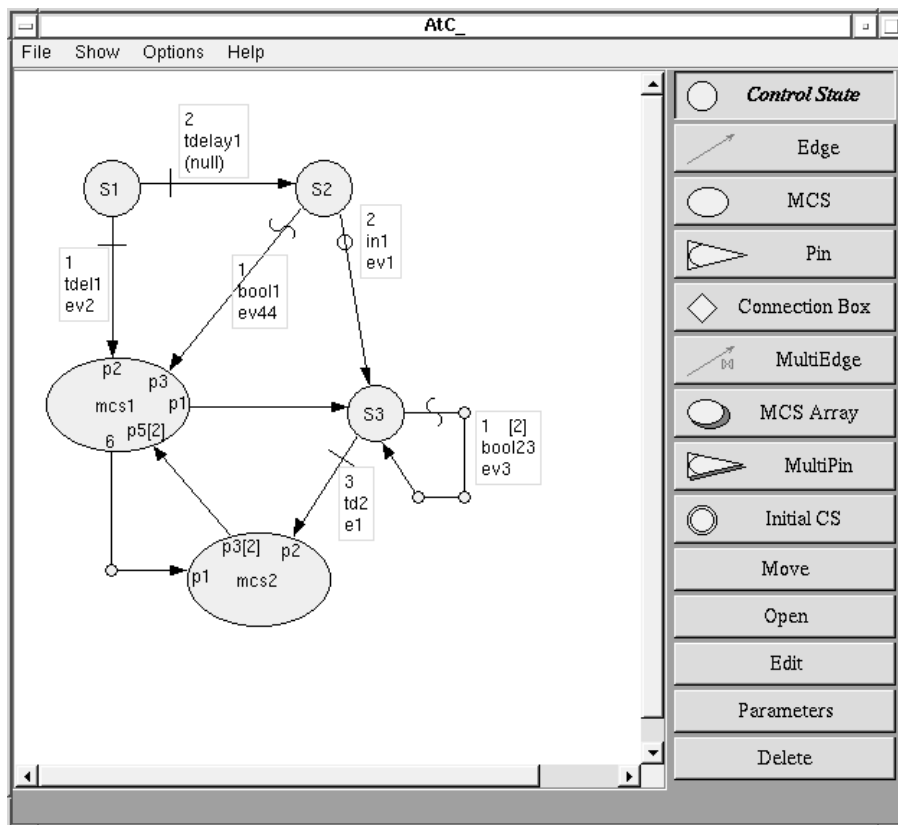 AtC_
File Show Options Help
2
tdelay1
(null)
S1
S2
2
in1
ev1
1
tdel1
ev2
1
bool1
ev44
p2
p3
mcs1
p1
p5[2]
6
S3
1 [2]
bool23
ev3
3
td2
e1
p3[2]
p2
p1
mcs2
Control State
Edge
MCS
Pin
Connection Box
MultiEdge
MCS Array
MultiPin
Initial CS
Move
Open
Edit
Parameters
Delete